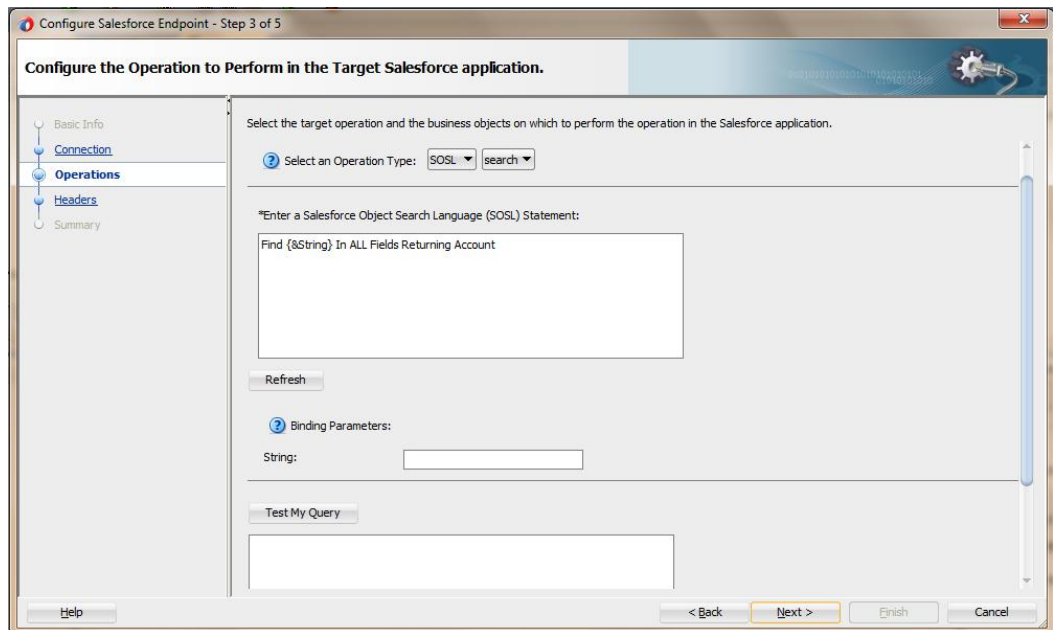 Configure Salesforce Endpoint - Step 3 of 5
Configure the Operation to Perform in the Target Salesforce application.
Basic Info
Connection
Operations
Headers
Summary
Select the target operation and the business objects on which to perform the operation in the Salesforce application.
Select an Operation Type: SOSL search
*Enter a Salesforce Object Search Language (SOSL) Statement:
Find {&String} In ALL Fields Returning Account
Refresh
Binding Parameters:
String:
Test My Query
Help < Back Next > Finish Cancel